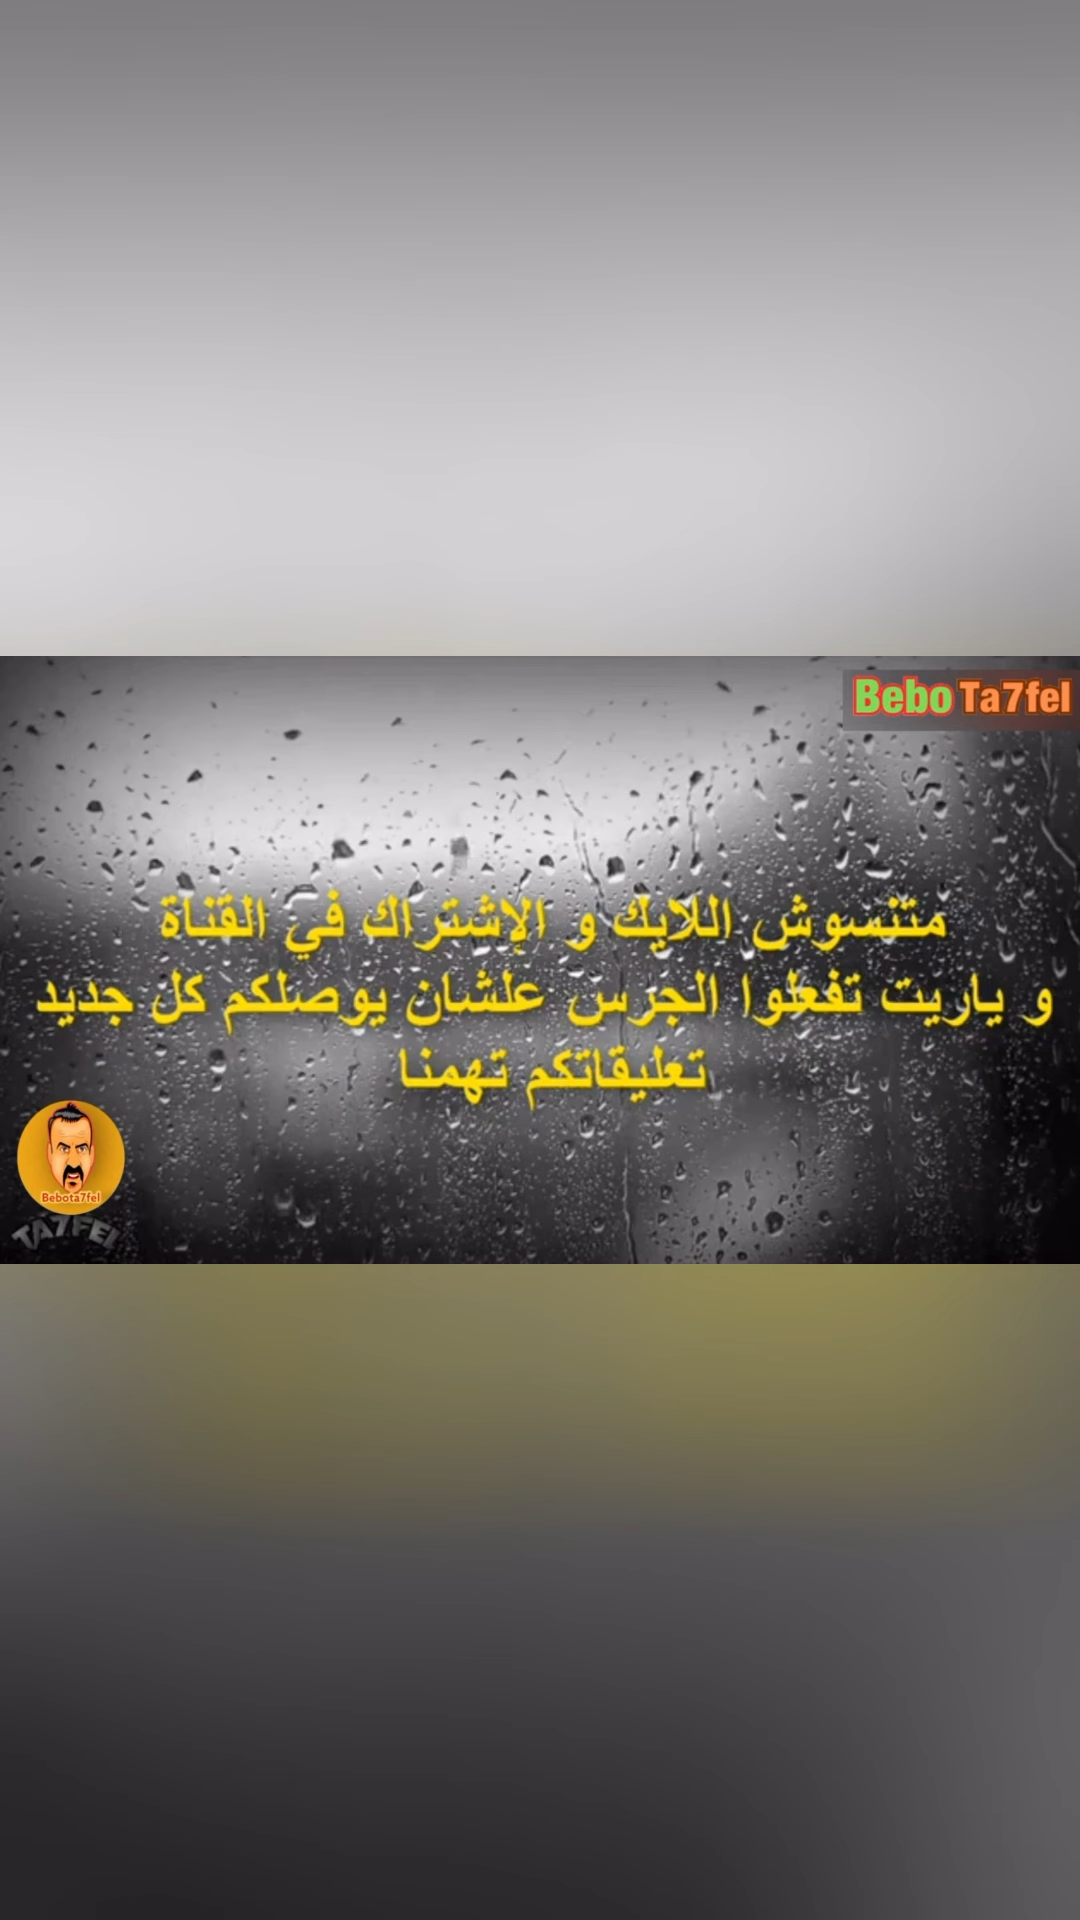 Bebo Ta7fel
متنسوش اللايك و الإشتراك في القناة
و ياريت تفعلوا الجرس علشان يوصلكم كل جديد
تعليقاتكم تهمنا
Bebota7fel
TA7FEL